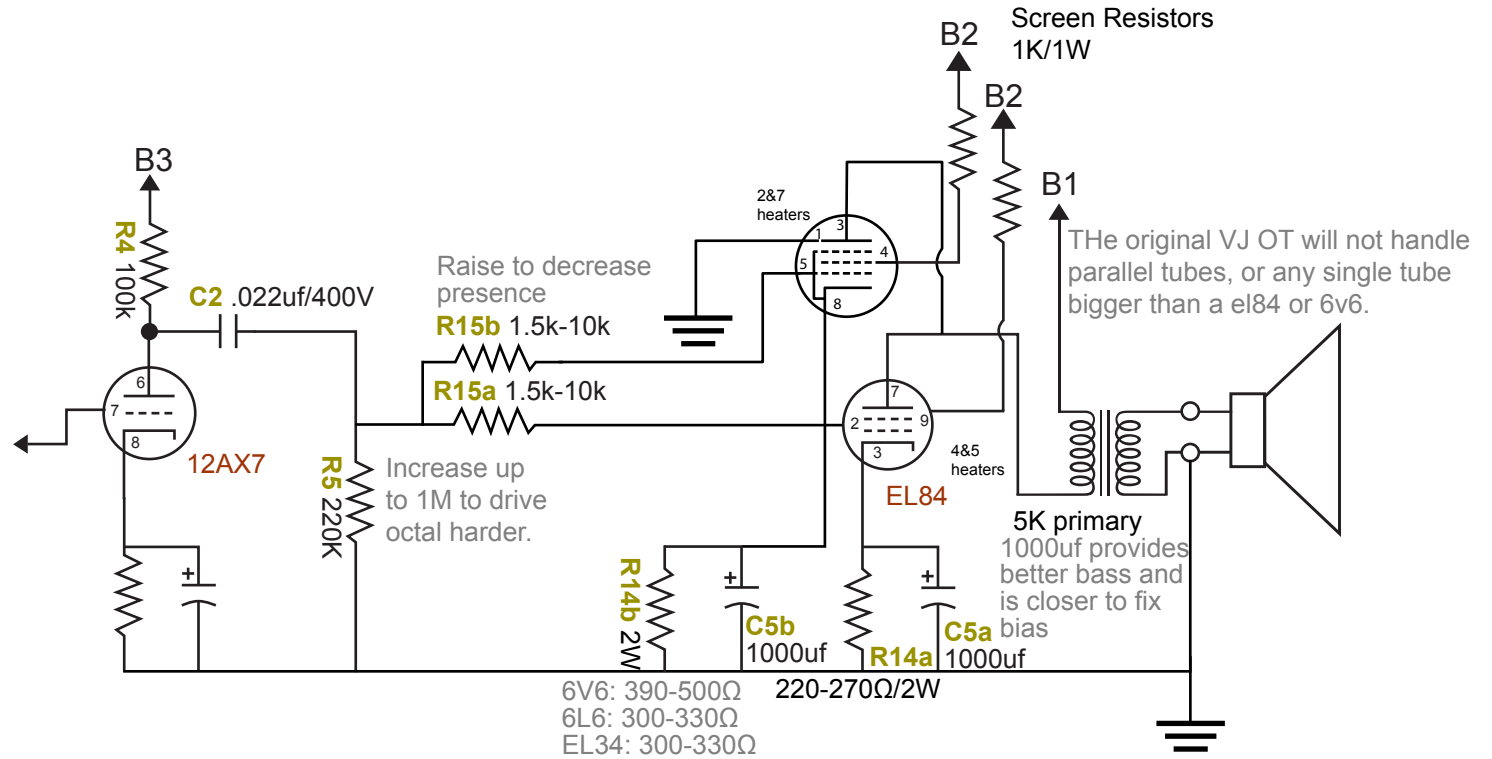 Screen Resistors
1K/1W
B2
B2
B3
B1
R4 100k
C2 .022uf/400V
2&7
heaters
1
3
4
5
8
THe original VJ OT will not handle
parallel tubes, or any single tube
bigger than a el84 or 6v6.
Raise to decrease
presence
R15b 1.5k-10k
R15a 1.5k-10k
6
7
8
12AX7
7
2
9
3
4&5
heaters
EL84
R5 220K
Increase up
to 1M to drive
octal harder.
5K primary
1000uf provides
better bass and
is closer to fix
bias
R14b 2W
+
+
+
C5b
1000uf
R14a
C5a
1000uf
220-270Ω/2W
6V6: 390-500Ω
6L6: 300-330Ω
EL34: 300-330Ω